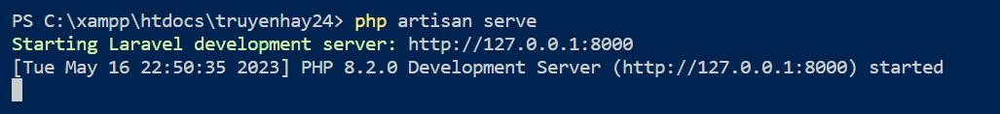 PS C:\xampp\htdocs\truyenhay24> php artisan serve
Starting Laravel development server: http://127.0.0.1:8000
[Tue May 16 22:50:35 2023] PHP 8.2.0 Development Server (http://127.0.0.1:8000) started